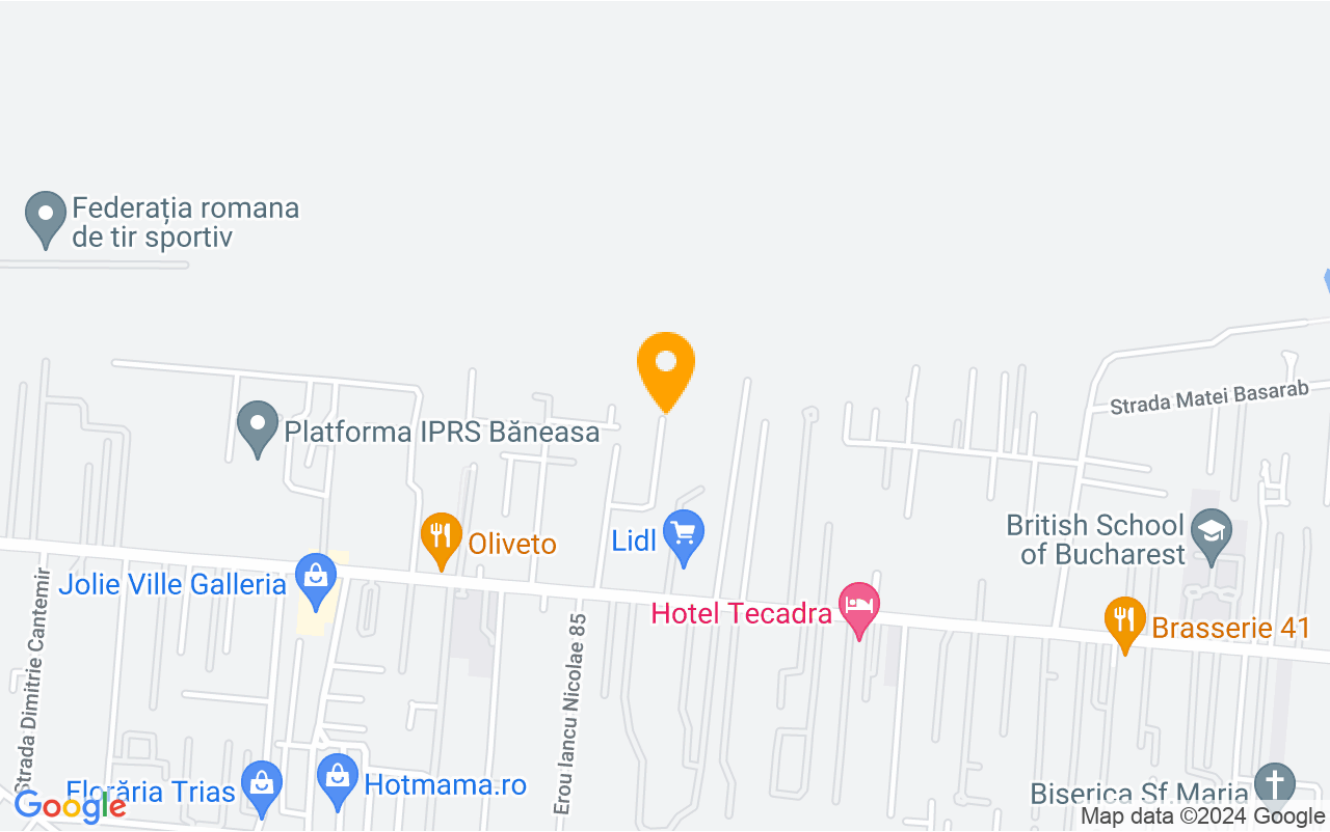 Federația romana
de tir sportiv
Strada Matei Basarab
Platforma IPRS Băneasa
British School
of Bucharest
Oliveto
Lidl
Jolie Ville Galleria
Hotel Tecadra
Brasserie 41
Strada Dimitrie Cantemir
Erou Iancu Nicolae 85
Florăria Trias
Hotmama.ro
Biserica Sf.Maria
Google
Map data ©2024 Google